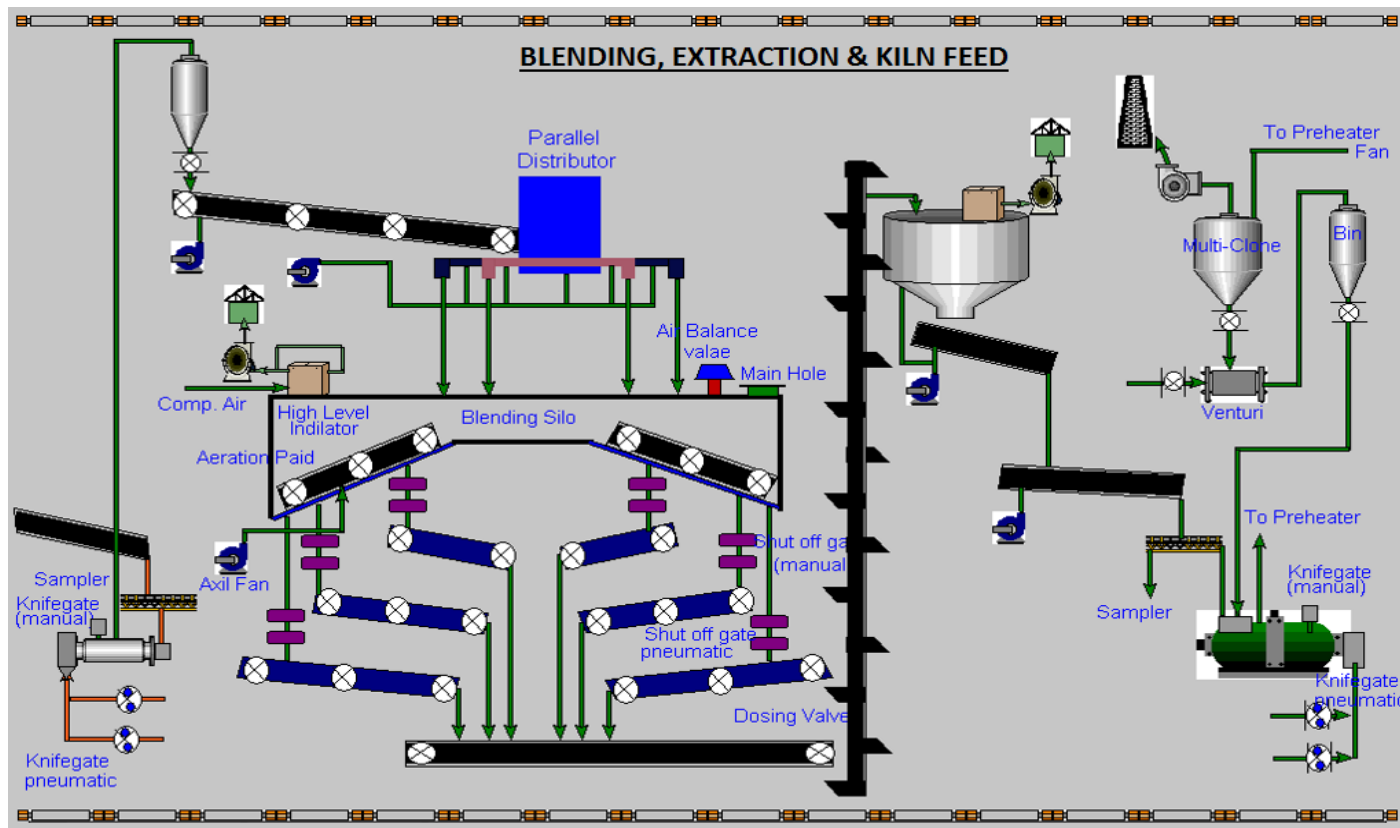 BLENDING, EXTRACTION & KILN FEED
Parallel
Distributor
To Preheater
Fan
Multi-Clone
Bin
Air Balance
valae
Main Hole
Comp. Air
High Level
Indilator
Blending Silo
Venturi
Aeration Paid
To Preheater
Shut off ga
(manual
Axil Fan
Sampler
Knifegate
(manual)
Sampler
Knifegate
(manual)
Shut off gate
pneumatic
Knifegate
pneumatic
Dosing Valve
Knifegate
pneumatic